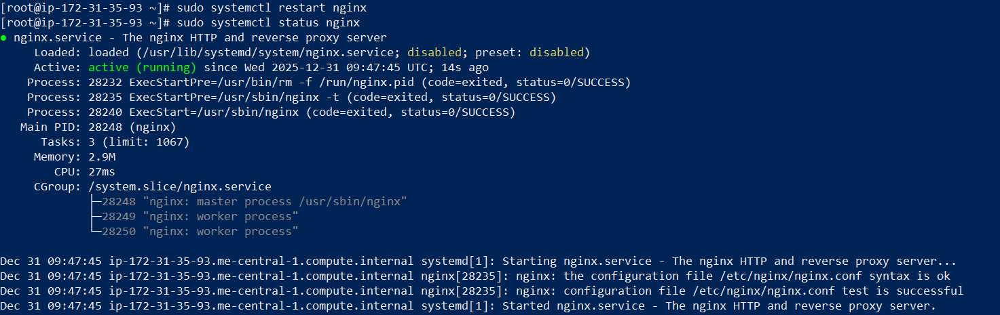 [root@ip-172-31-35-93 ~]# sudo systemctl restart nginx
[root@ip-172-31-35-93 ~]# sudo systemctl status nginx
● nginx.service - The nginx HTTP and reverse proxy server
     Loaded: loaded (/usr/lib/systemd/system/nginx.service; disabled; preset: disabled)
     Active: active (running) since Wed 2025-12-31 09:47:45 UTC; 14s ago
    Process: 28232 ExecStartPre=/usr/bin/rm -f /run/nginx.pid (code=exited, status=0/SUCCESS)
    Process: 28235 ExecStartPre=/usr/sbin/nginx -t (code=exited, status=0/SUCCESS)
    Process: 28240 ExecStart=/usr/sbin/nginx (code=exited, status=0/SUCCESS)
   Main PID: 28248 (nginx)
      Tasks: 3 (limit: 1067)
     Memory: 2.9M
        CPU: 27ms
     CGroup: /system.slice/nginx.service
             ├─28248 "nginx: master process /usr/sbin/nginx"
             ├─28249 "nginx: worker process"
             └─28250 "nginx: worker process"

Dec 31 09:47:45 ip-172-31-35-93.me-central-1.compute.internal systemd[1]: Starting nginx.service - The nginx HTTP and reverse proxy server...
Dec 31 09:47:45 ip-172-31-35-93.me-central-1.compute.internal nginx[28235]: nginx: the configuration file /etc/nginx/nginx.conf syntax is ok
Dec 31 09:47:45 ip-172-31-35-93.me-central-1.compute.internal nginx[28235]: nginx: configuration file /etc/nginx/nginx.conf test is successful
Dec 31 09:47:45 ip-172-31-35-93.me-central-1.compute.internal systemd[1]: Started nginx.service - The nginx HTTP and reverse proxy server.